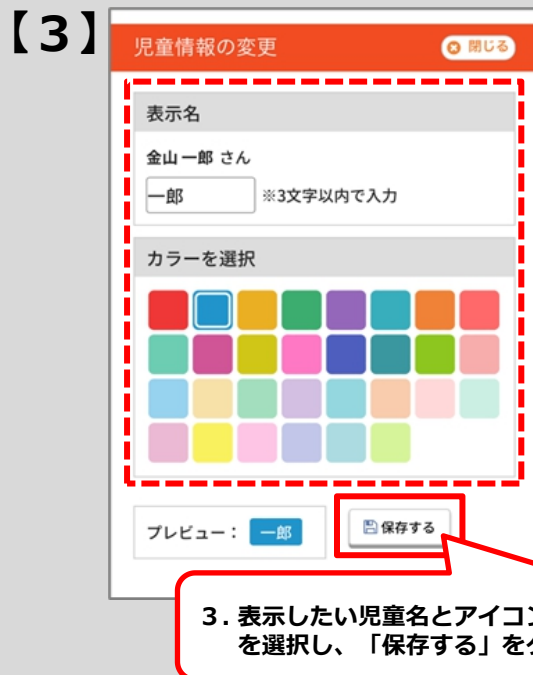 【3】
児童情報の変更
閉じる
表示名
金山 一郎 さん
一郎 ※3文字以内で入力
カラーを選択
プレビュー： 一郎
保存する
3. 表示したい児童名とアイコン
を選択し、「保存する」を